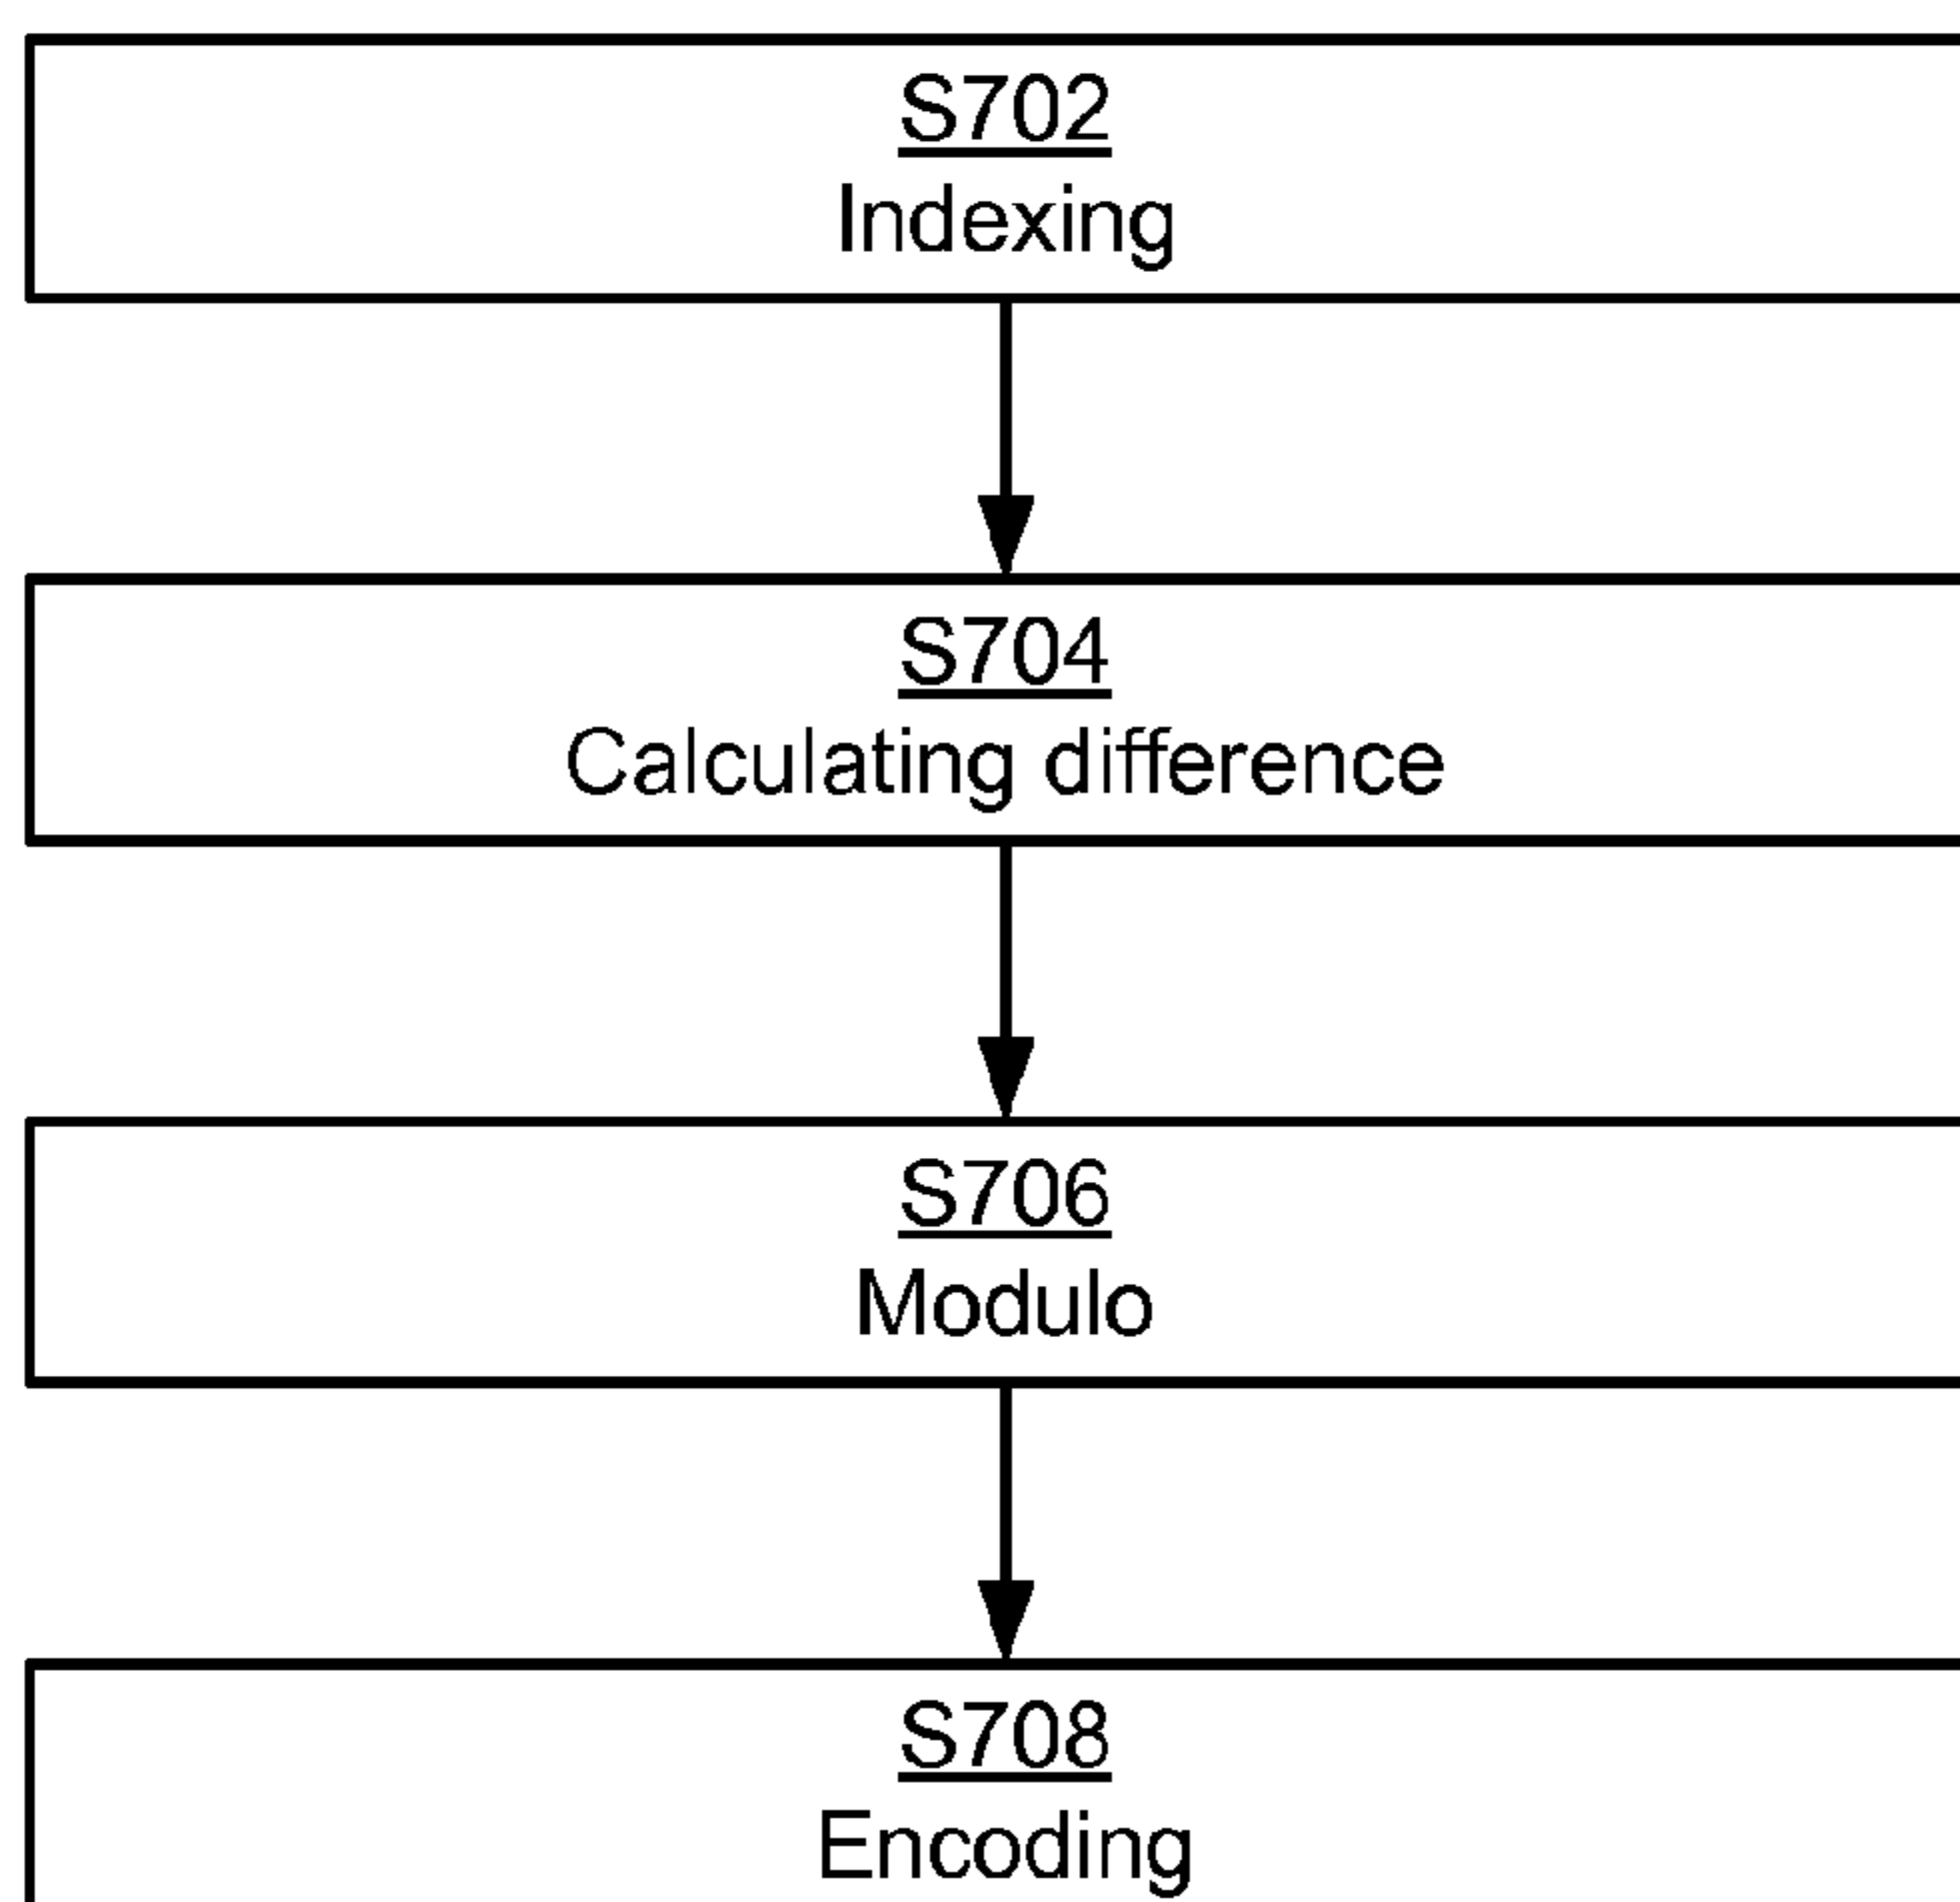 S702
Indexing
S704
Calculating difference
S706
Modulo
S708
Encoding